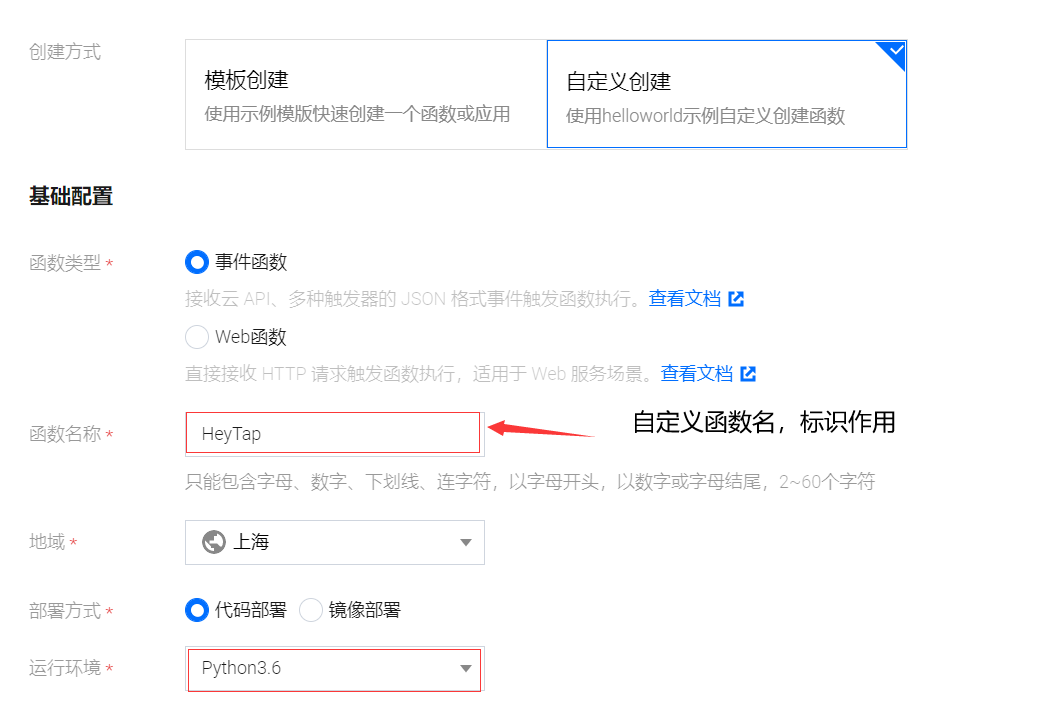 创建方式
模板创建
使用示例模版快速创建一个函数或应用
自定义创建
使用helloworld示例自定义创建函数
基础配置
函数类型 *
事件函数
接收云 API、多种触发器的 JSON 格式事件触发函数执行。查看文档
Web函数
直接接收 HTTP 请求触发函数执行，适用于 Web 服务场景。查看文档
函数名称 *
HeyTap
自定义函数名，标识作用
只能包含字母、数字、下划线、连字符，以字母开头，以数字或字母结尾，2~60个字符
地域 *
上海
部署方式 *
代码部署 镜像部署
运行环境 *
Python3.6